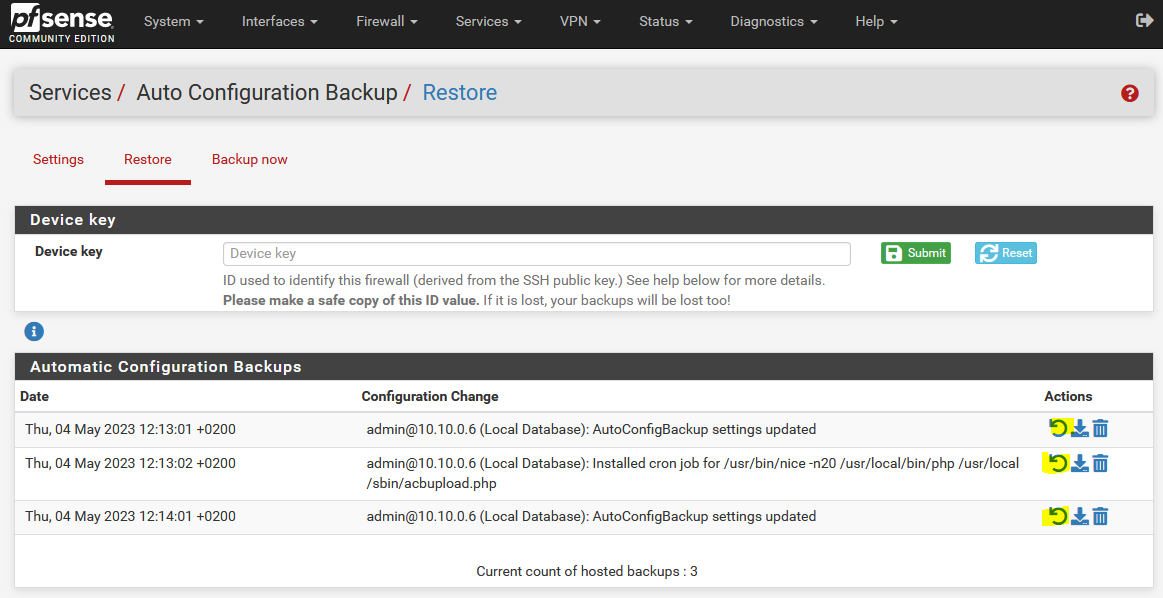 pfsense
COMMUNITY EDITION
System
Interfaces
Firewall
Services
VPN
Status
Diagnostics
Help
Services / Auto Configuration Backup / Restore
Settings
Restore
Backup now
Device key
Device key
Device key
Submit
Reset
ID used to identify this firewall (derived from the SSH public key.) See help below for more details.
Please make a safe copy of this ID value. If it is lost, your backups will be lost too!
Automatic Configuration Backups
Date Configuration Change Actions
Thu, 04 May 2023 12:13:01 +0200 admin@10.10.0.6 (Local Database): AutoConfigBackup settings updated
Thu, 04 May 2023 12:13:02 +0200 admin@10.10.0.6 (Local Database): Installed cron job for /usr/bin/nice -n20 /usr/local/bin/php /usr/local
/sbin/acbupload.php
Thu, 04 May 2023 12:14:01 +0200 admin@10.10.0.6 (Local Database): AutoConfigBackup settings updated
Current count of hosted backups : 3